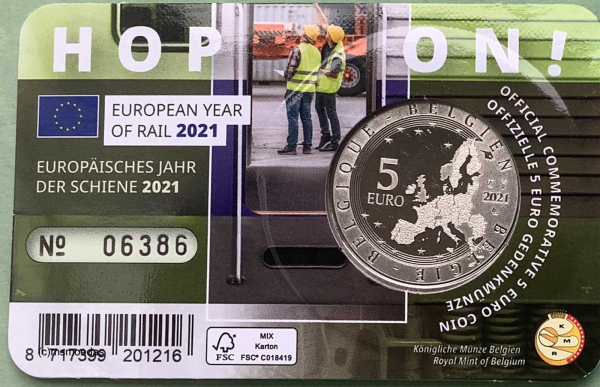 HOP ON!
EUROPEAN YEAR
OF RAIL 2021
EUROPÄISCHES JAHR
DER SCHIENE 2021
Nº 06386
BELGIQUE - BELGIEN - BELGIË -
5
EURO
2021
OFFICIAL COMMEMORATIVE 5 EURO COIN
OFFIZIELLE 5 EURO GEDENKMÜNZE
201216
FSC
MIX
Karton
FSC® C018419
Königliche Münze Belgien
Royal Mint of Belgium
KMR